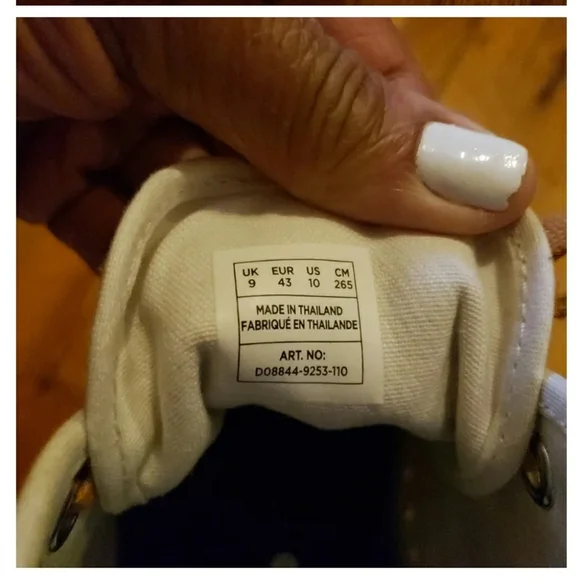 UK EUR US CM
9 43 10 265
MADE IN THAILAND
FABRIQUÉ EN THAILANDE
ART. NO:
D08844-9253-110